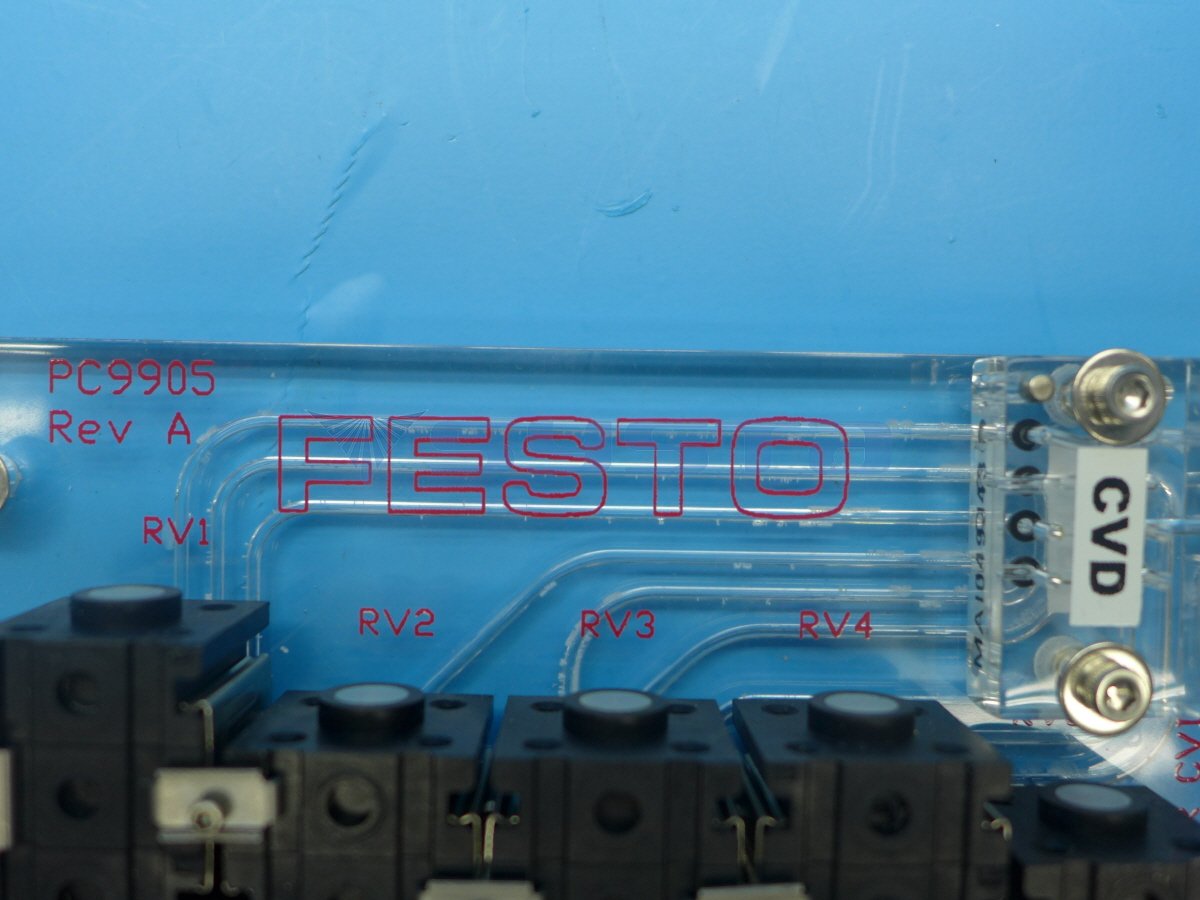 PC9905
Rev A
FESTO
RV1
RV2
RV3
RV4
CVD